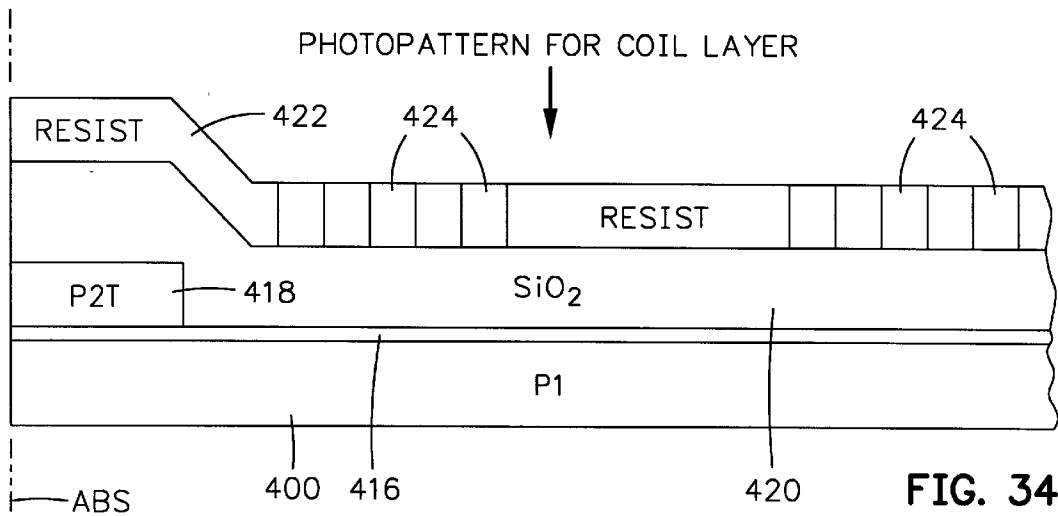 PHOTOPATTERN FOR COIL LAYER
RESIST
422
424
424
RESIST
P2T
418
SiO₂
416
P1
400
416
420
FIG. 34
ABS